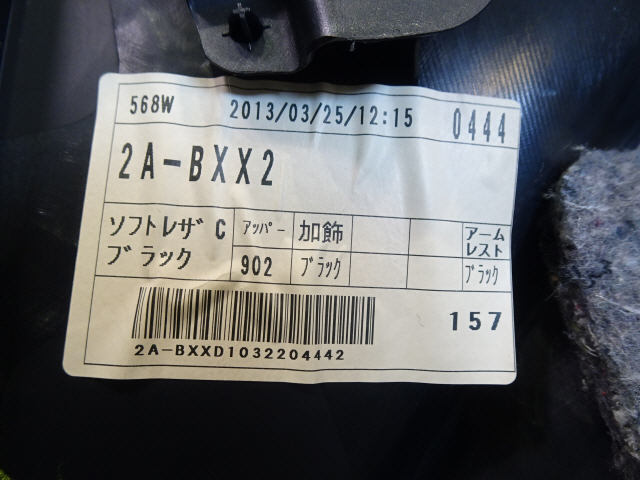 568W 2013/03/25/12:15 0444
2A-BXX2
ソフトレザ C
ブラック
アッパー 加飾 アーム
レスト
902 ブラック ブラック
157
2A-BXXD1032204442